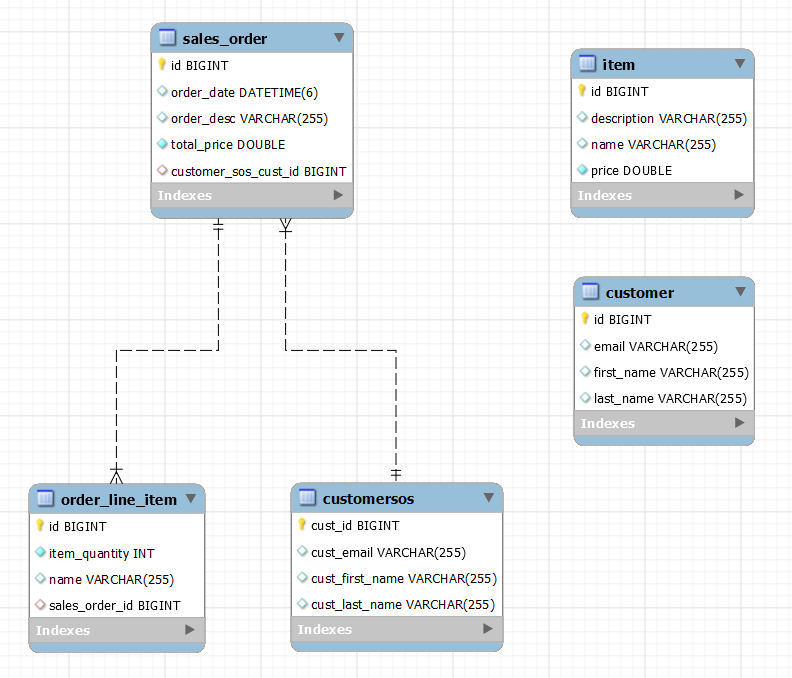 sales_order
id BIGINT
order_date DATETIME(6)
order_desc VARCHAR(255)
total_price DOUBLE
customer_sos_cust_id BIGINT
Indexes
item
id BIGINT
description VARCHAR(255)
name VARCHAR(255)
price DOUBLE
Indexes
customer
id BIGINT
email VARCHAR(255)
first_name VARCHAR(255)
last_name VARCHAR(255)
Indexes
order_line_item
id BIGINT
item_quantity INT
name VARCHAR(255)
sales_order_id BIGINT
Indexes
customersos
cust_id BIGINT
cust_email VARCHAR(255)
cust_first_name VARCHAR(255)
cust_last_name VARCHAR(255)
Indexes